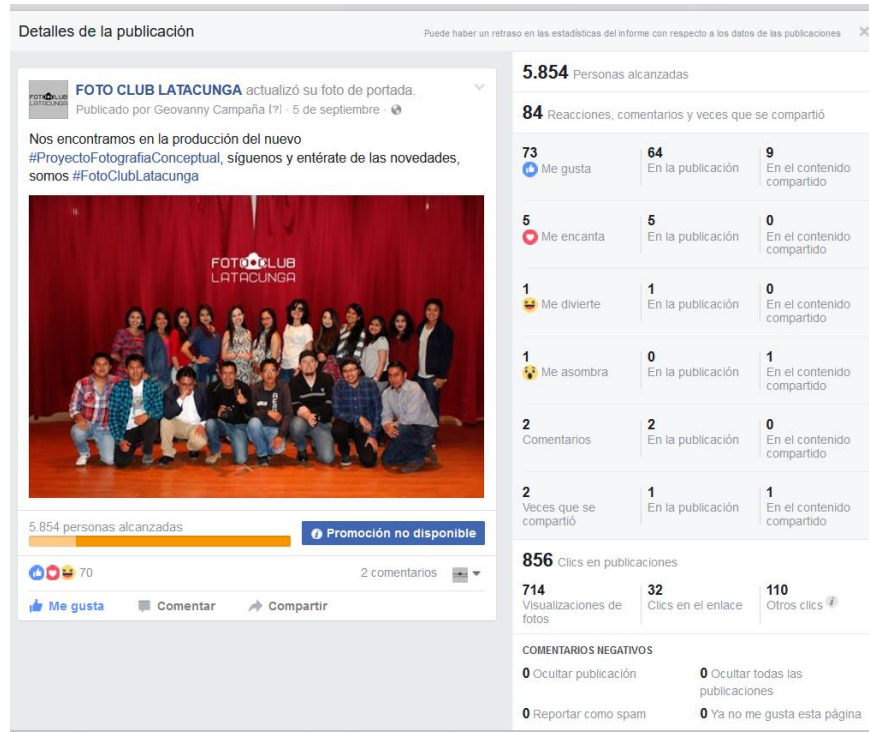 Detalles de la publicación
Puede haber un retraso en las estadísticas del informe con respecto a los datos de las publicaciones
FOTO CLUB LATACUNGA actualizó su foto de portada.
Publicado por Geovanny Campaña [?] · 5 de septiembre ·
Nos encontramos en la producción del nuevo
#ProyectoFotografiaConceptual, síguenos y entérate de las novedades,
somos #FotoClubLatacunga
FOTO CLUB
LATACUNGA
5.854 personas alcanzadas
Promoción no disponible
70
2 comentarios
Me gusta
Comentar
Compartir
5.854 Personas alcanzadas
84 Reacciones, comentarios y veces que se compartió
73
Me gusta
64
En la publicación
9
En el contenido
compartido
5
Me encanta
5
En la publicación
0
En el contenido
compartido
1
Me divierte
1
En la publicación
0
En el contenido
compartido
1
Me asombra
0
En la publicación
1
En el contenido
compartido
2
Comentarios
2
En la publicación
0
En el contenido
compartido
2
Veces que se
compartió
1
En la publicación
1
En el contenido
compartido
856 Clics en publicaciones
714
Visualizaciones de
fotos
32
Clics en el enlace
110
Otros clics
COMENTARIOS NEGATIVOS
0 Ocultar publicación
0 Ocultar todas las
publicaciones
0 Reportar como spam
0 Ya no me gusta esta página